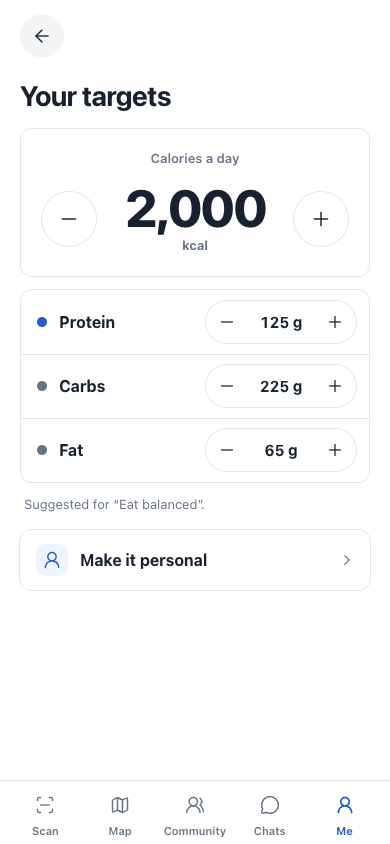 Your targets
Calories a day
2,000
kcal
Protein
125 g
Carbs
225 g
Fat
65 g
Suggested for “Eat balanced”.
Make it personal
Scan
Map
Community
Chats
Me